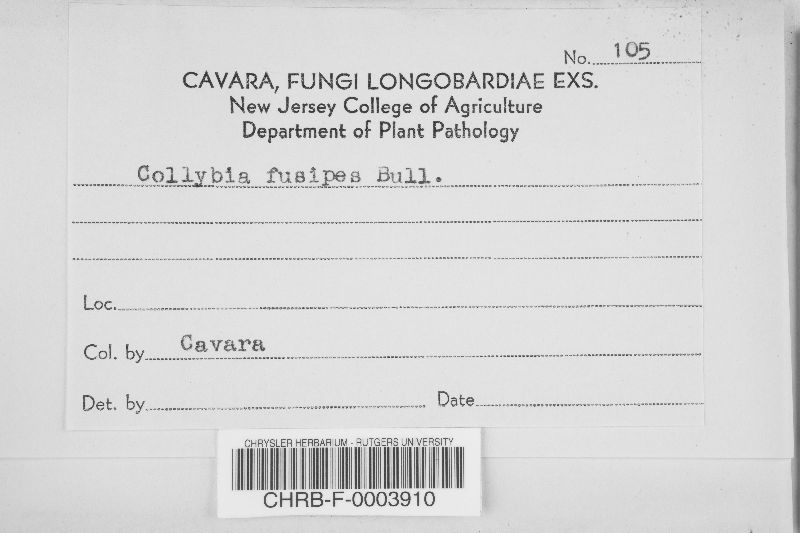 No. 105
CAVARA, FUNGI LONGOBARDIAE EXS.
New Jersey College of Agriculture
Department of Plant Pathology
Collybia fusipes Bull.
Loc.
Col. by Cavara
Det. by Date
CHRYSLER HERBARIUM - RUTGERS UNIVERSITY
CHRB-F-0003910